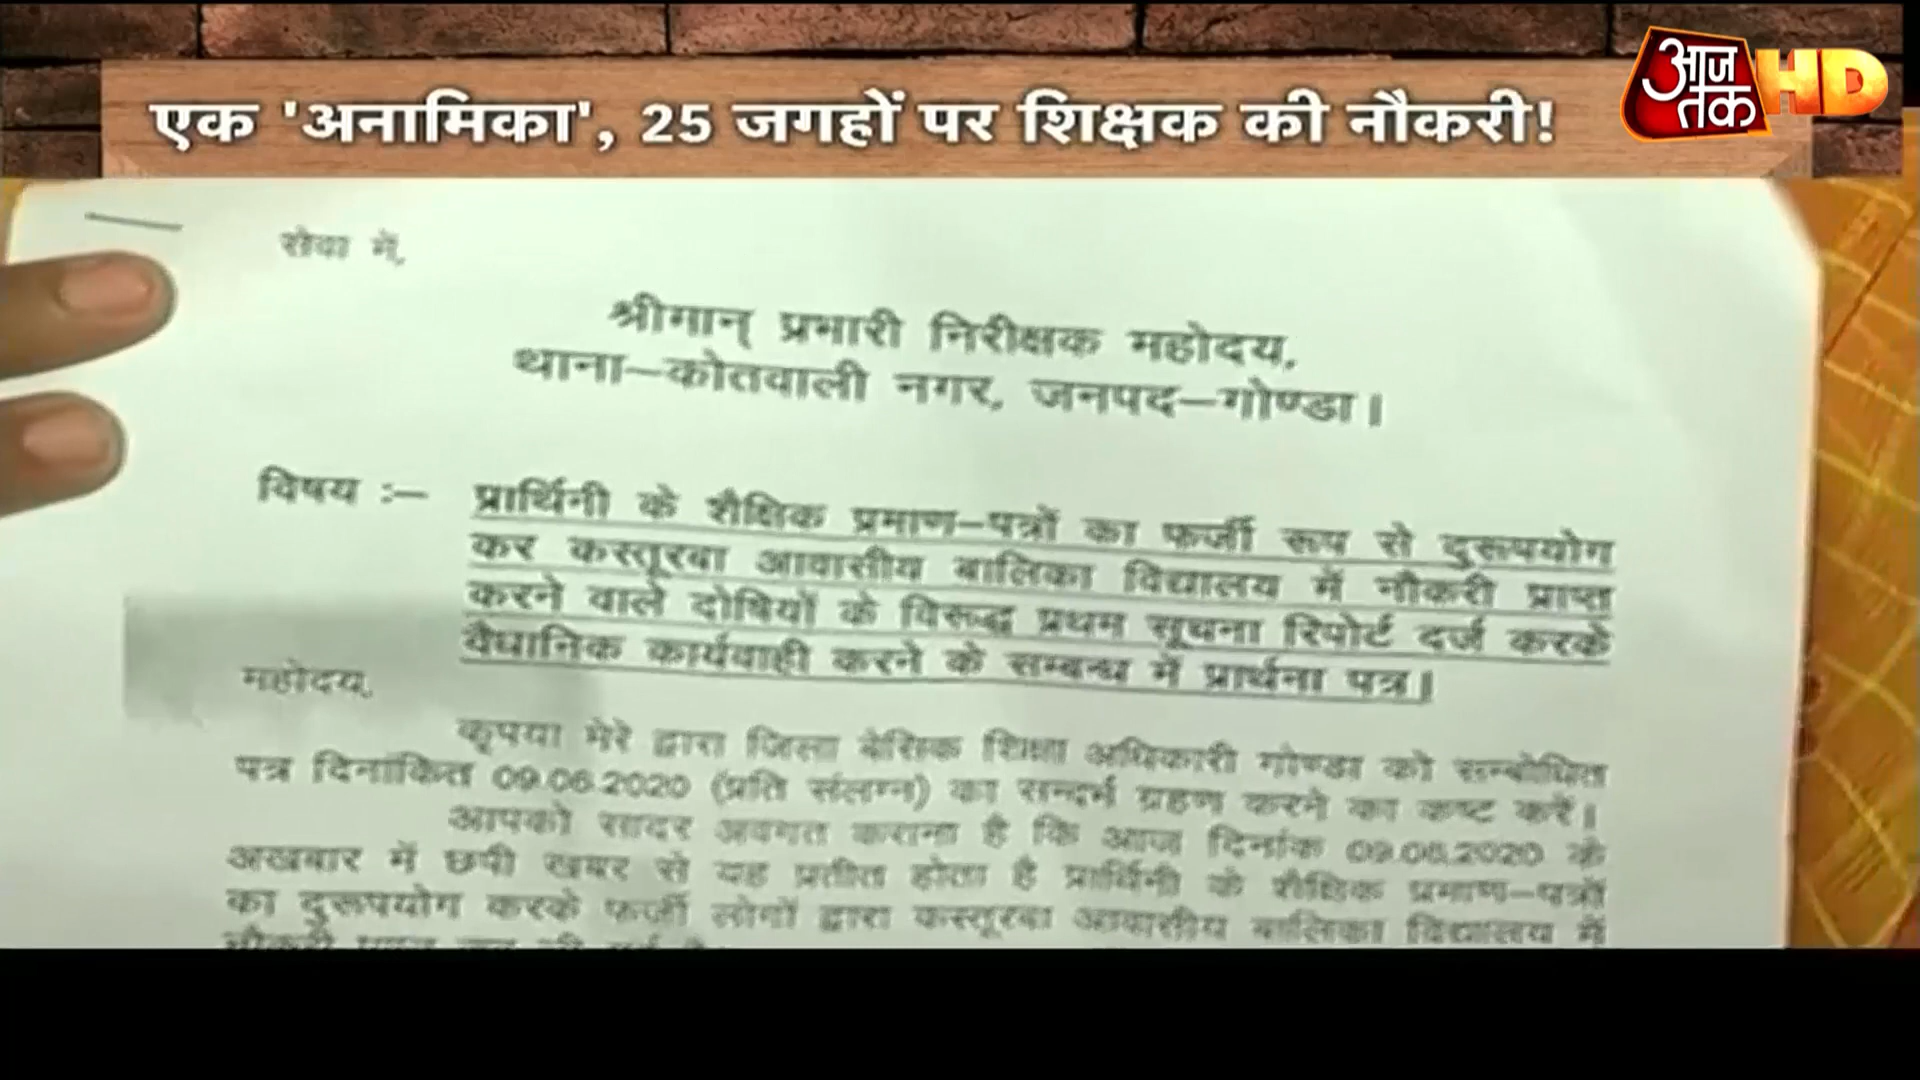 एक 'अनामिका', 25 जगहों पर शिक्षक की नौकरी!
आज
तक
HD
सेवा में,
श्रीमान् प्रभारी निरीक्षक महोदय,
थाना–कोतवाली नगर, जनपद–गोण्डा।
विषय :– प्रार्थिनी के शैक्षिक प्रमाण–पत्रों का फर्जी रूप से दुरूपयोग
कर कस्तूरबा आवासीय बालिका विद्यालय में नौकरी प्राप्त
करने वाले दोषियों के विरूद्ध प्रथम सूचना रिपोर्ट दर्ज करके
वैधानिक कार्यवाही करने के सम्बन्ध में प्रार्थना पत्र।
महोदय,
कृपया मेरे द्वारा जिला बेसिक शिक्षा अधिकारी गोण्डा को सम्बोधित
पत्र दिनांकित 09.06.2020 (प्रति संलग्न) का सन्दर्भ ग्रहण करने का कष्ट करें।
आपको सादर अवगत कराना है कि आज दिनांक 09.06.2020 के
अखबार में छपी खबर से यह प्रतीत होता है प्रार्थिनी के शैक्षिक प्रमाण–पत्रों
का दुरूपयोग करके फर्जी लोगों द्वारा कस्तूरबा आवासीय बालिका विद्यालय में